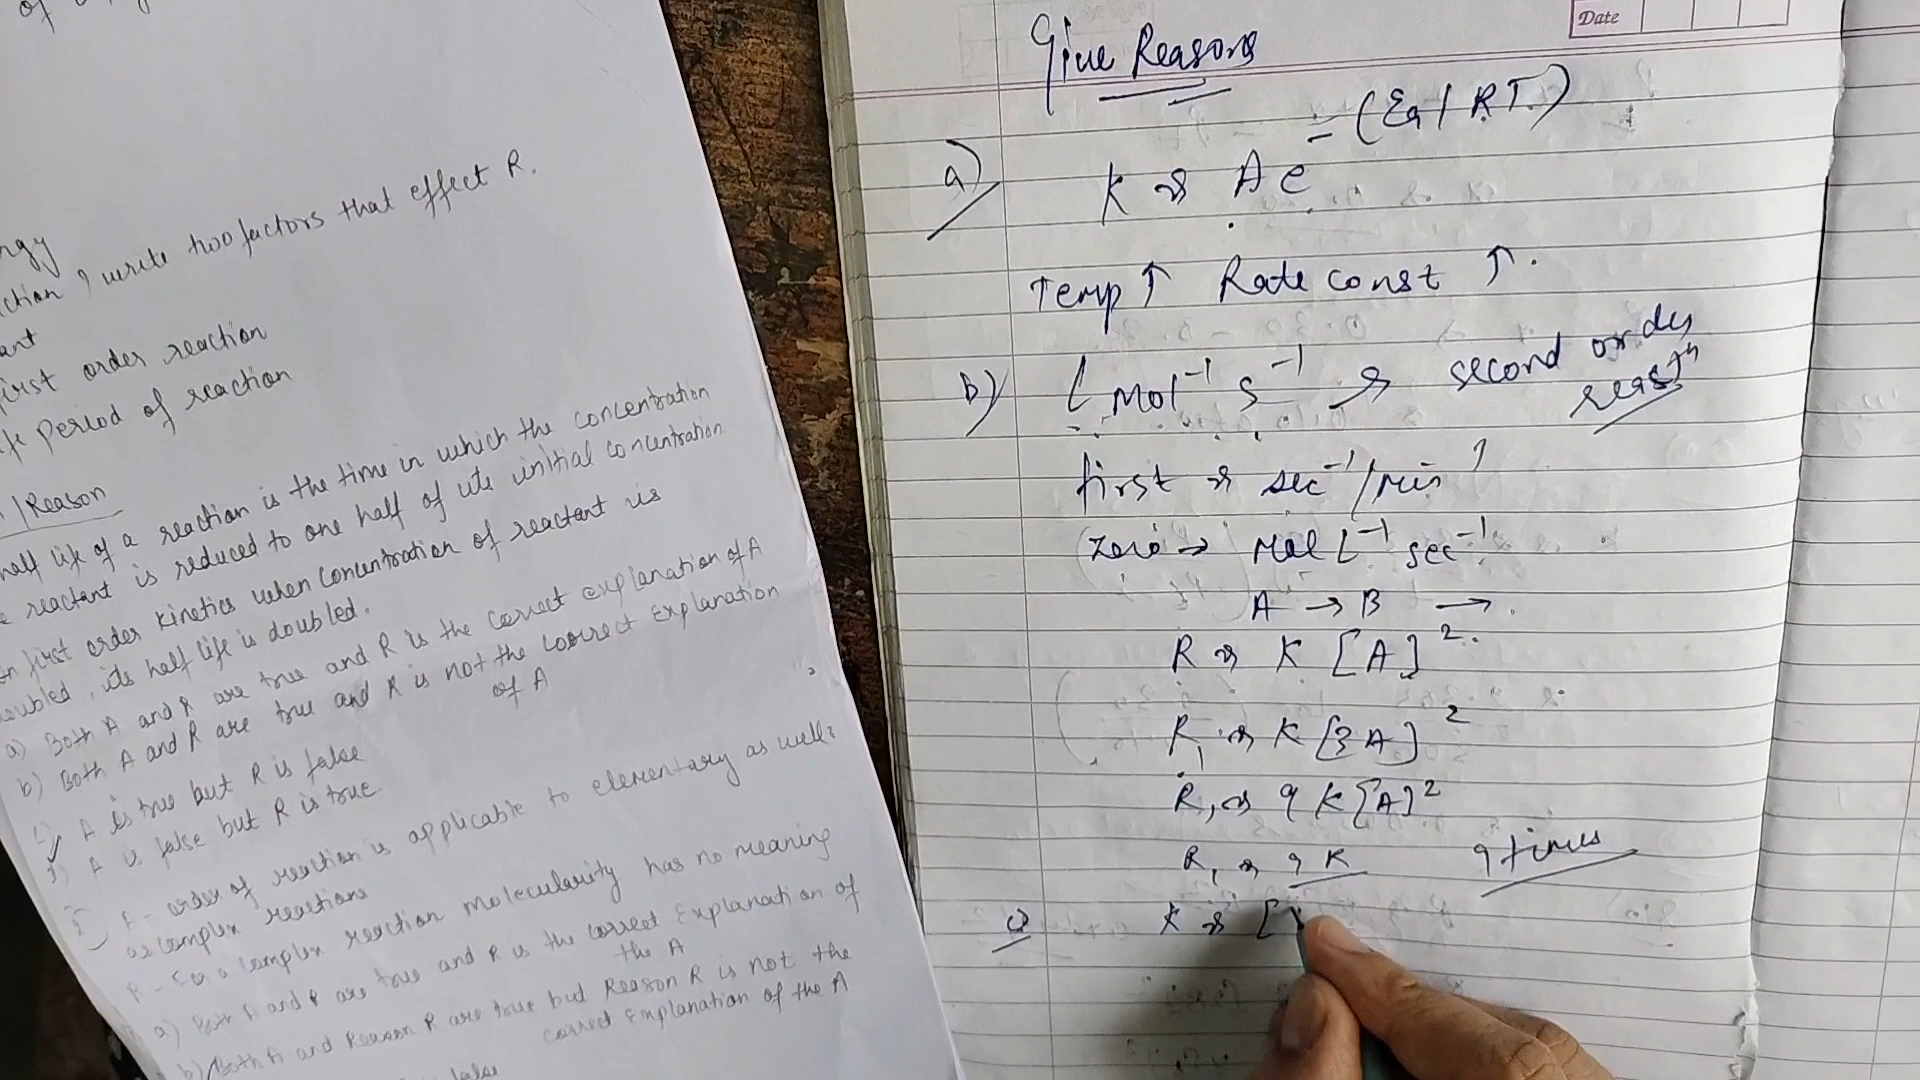 of
rgy
ction, write two factors that effect R.
ant
first order reaction
Period of reaction
/Reason
half life of a reaction is the time in which the concentration
reactant is reduced to one half of its initial concentration
first order kinetics when concentration of reactant is
doubled, its half life is doubled.
a) Both A and R are true and R is the correct explanation of A
b) Both A and R are true and R is not the correct Explanation
of A
A is true but R is false
A is false but R is true.
A - order of reaction is applicable to elementary as well
as complex reactions
R - For a complex reaction molecularity has no meaning
a) Both A and R are true and R is the correct Explanation of
the A
b) Both A and Reason R are true but Reason R is not the
correct Explanation of the A
false
Date
Give Reasons
a) K = A e -(Ea/RT)
Temp ↑ Rate const ↑.
b) L mol⁻¹ s⁻¹ → second order
first = sec⁻¹/min⁻¹
zero → Mol L⁻¹ sec⁻¹
A → B →.
R = K [A]².
R₁ = K [3A]²
R₁ = 9 K[A]²
R₁ = 9 K 9 times
c) K = [